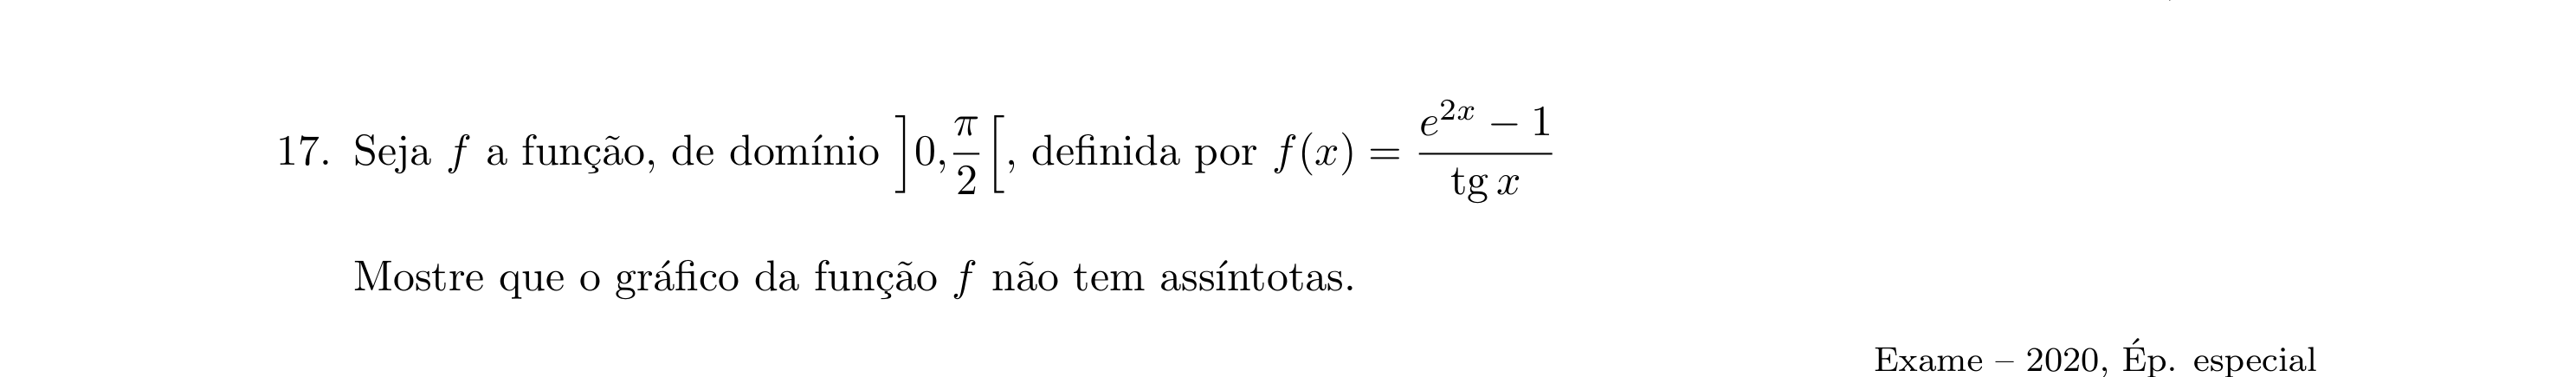 17. Seja f a função, de domínio ]0, π/2[, definida por f(x) = (e^{2x} − 1)/(tg x)
Mostre que o gráfico da função f não tem assíntotas.
Exame – 2020, Ép. especial